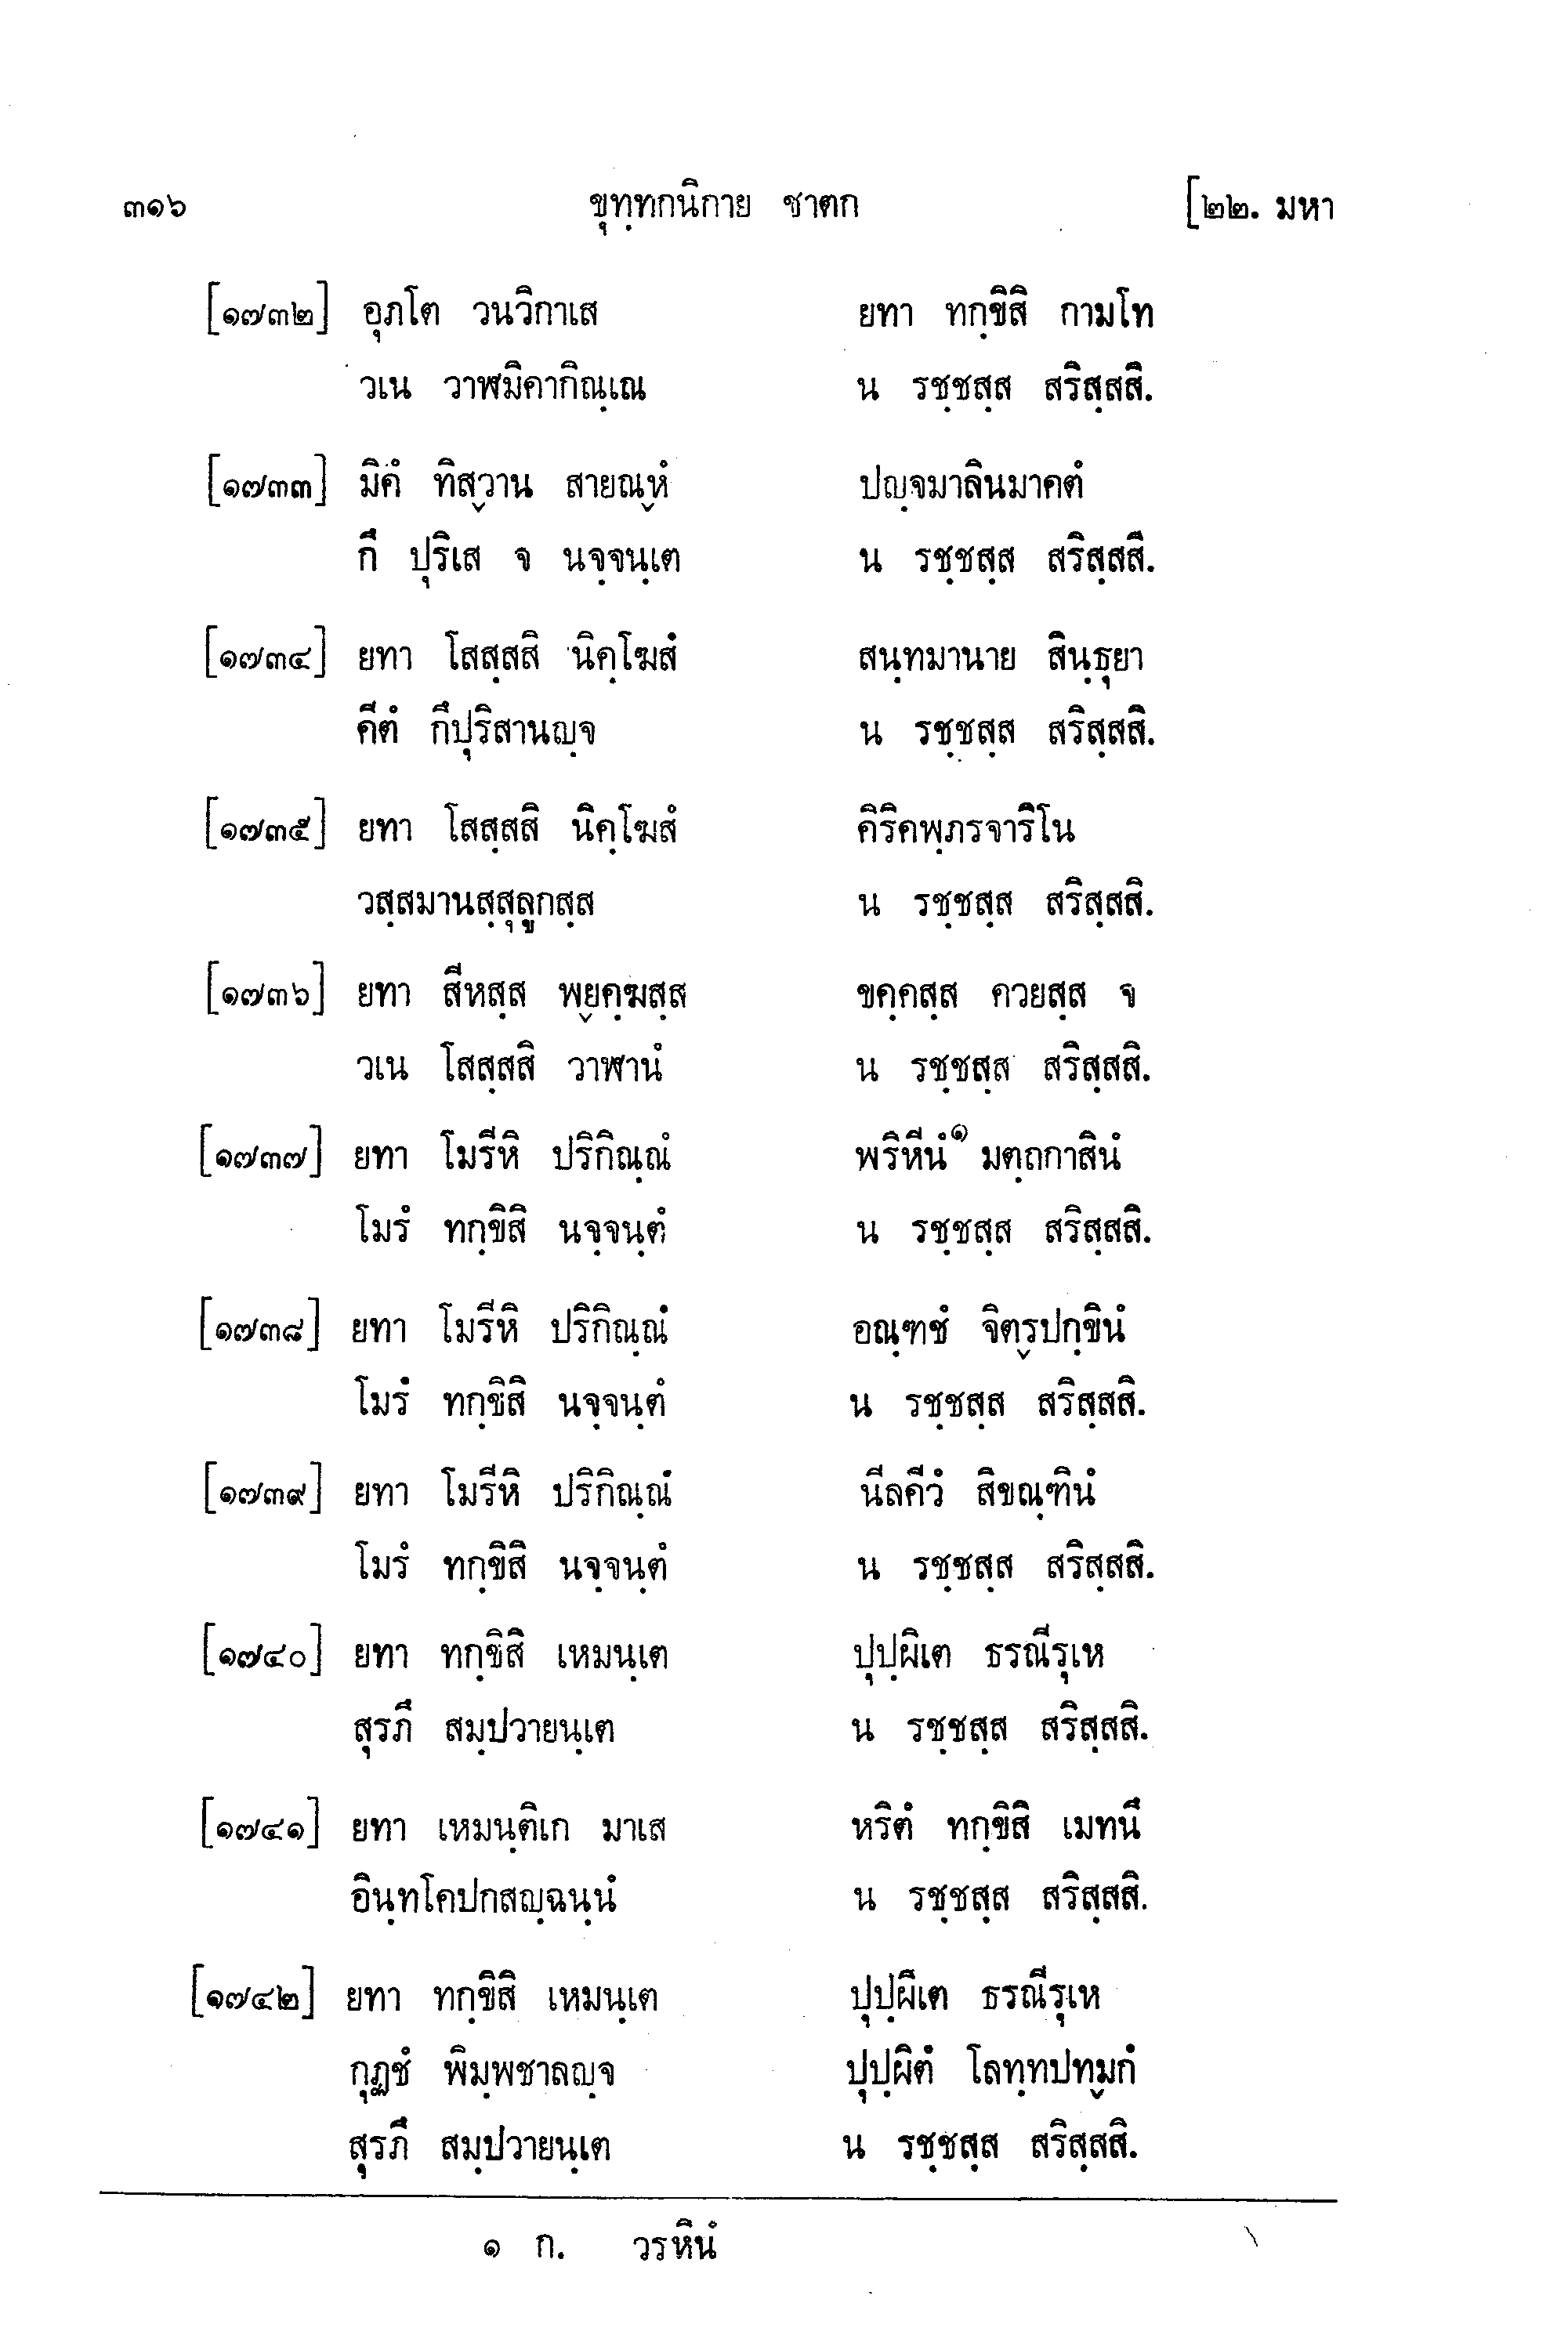 ๓๑๖ ขุทฺทกนิกาย ชาตก [๒๒. มหา
[๑๗๓๒] อุภโต วนวิกาเส ยทา ทกฺขิสิ กามโท
วเน วาฬมิคากิณฺเณ น รชฺชสฺส สริสฺสสิ.
[๑๗๓๓] มิคํ ทิสฺวาน สายณฺหํ ปญฺจมาลินมาคตํ
กึ ปุริเส จ นจฺจนฺเต น รชฺชสฺส สริสฺสสิ.
[๑๗๓๔] ยทา โสสฺสสิ นิคฺโฆสํ สนฺทมานาย สินฺธุยา
คีตํ กึปุริสานญฺจ น รชฺชสฺส สริสฺสสิ.
[๑๗๓๕] ยทา โสสฺสสิ นิคฺโฆสํ คิริคพฺภรจาริโน
วสฺสมานสฺสุลูกสฺส น รชฺชสฺส สริสฺสสิ.
[๑๗๓๖] ยทา สีหสฺส พฺยคฺฆสฺส ขคฺคสฺส ควยสฺส จ
วเน โสสฺสสิ วาฬานํ น รชฺชสฺส สริสฺสสิ.
[๑๗๓๗] ยทา โมรีหิ ปริกิณฺณํ พริหีนํ๑ มตฺถกาสินํ
โมรํ ทกฺขิสิ นจฺจนฺตํ น รชฺชสฺส สริสฺสสิ.
[๑๗๓๘] ยทา โมรีหิ ปริกิณฺณํ อณฺฑชํ จิตฺรปกฺขินํ
โมรํ ทกฺขิสิ นจฺจนฺตํ น รชฺชสฺส สริสฺสสิ.
[๑๗๓๙] ยทา โมรีหิ ปริกิณฺณํ นีลคีวํ สิขณฺฑินํ
โมรํ ทกฺขิสิ นจฺจนฺตํ น รชฺชสฺส สริสฺสสิ.
[๑๗๔๐] ยทา ทกฺขิสิ เหมนฺเต ปุปฺผิเต ธรณีรุเห
สุรภึ สมฺปวายนฺเต น รชฺชสฺส สริสฺสสิ.
[๑๗๔๑] ยทา เหมนฺติเก มาเส หริตํ ทกฺขิสิ เมทนึ
อินฺทโคปกสญฺฉนฺนํ น รชฺชสฺส สริสฺสสิ.
[๑๗๔๒] ยทา ทกฺขิสิ เหมนฺเต ปุปฺผิเต ธรณีรุเห
กุฏชํ พิมฺพชาลญฺจ ปุปฺผิตํ โลทฺทปทฺมกํ
สุรภึ สมฺปวายนฺเต น รชฺชสฺส สริสฺสสิ.
๑ ก. วรหินํ